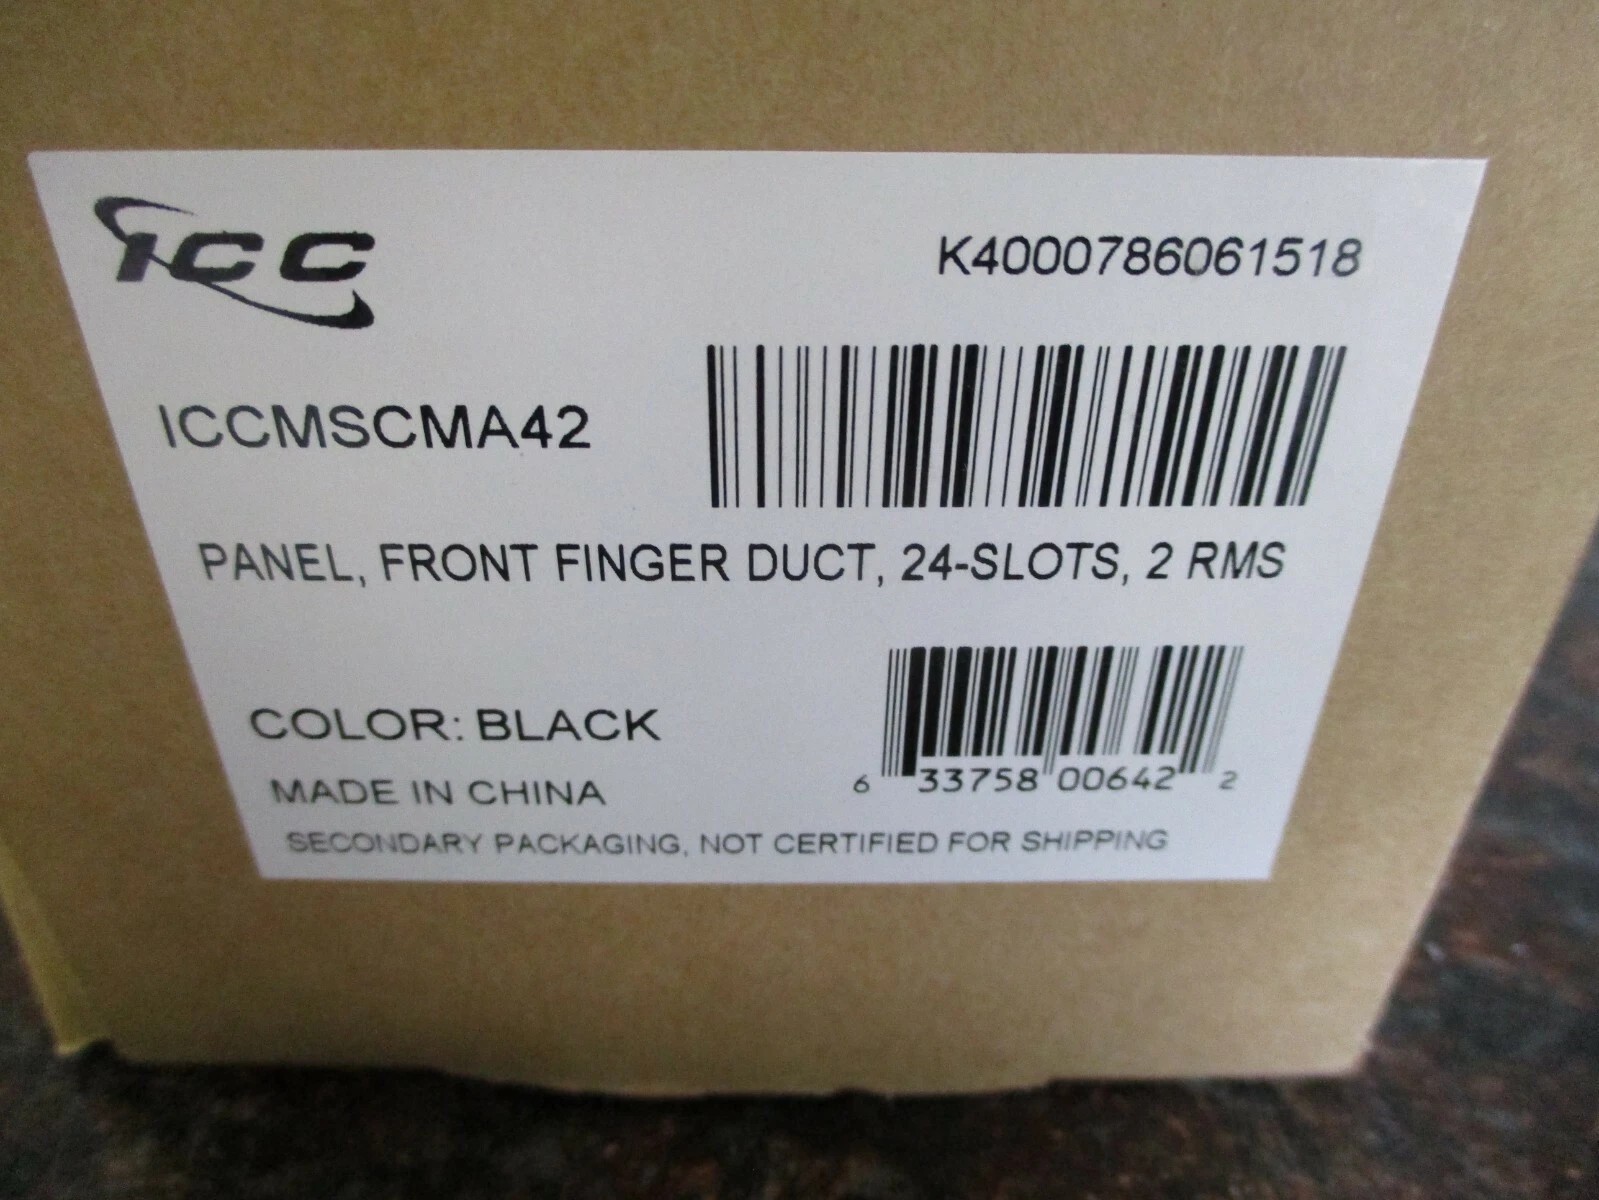 ICC
K4000786061518
ICCMSCMA42
PANEL, FRONT FINGER DUCT, 24-SLOTS, 2 RMS
COLOR: BLACK
MADE IN CHINA
6 33758 00642 2
SECONDARY PACKAGING, NOT CERTIFIED FOR SHIPPING